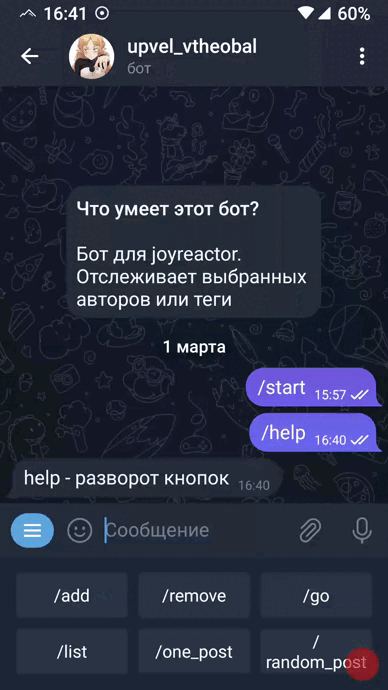 16:41
60%
upvel_vtheobal
бот
Что умеет этот бот?
Бот для joyreactor.
Отслеживает выбранных
авторов или теги
1 марта
/start 15:57
/help 16:40
help - разворот кнопок 16:40
Сообщение
/add /remove /go
/list /one_post /
random_post